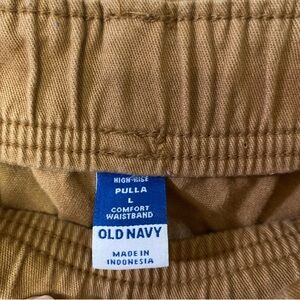 HIGH-RISE
PULLA
L
COMFORT
WAISTBAND
OLD NAVY
MADE IN
INDONESIA